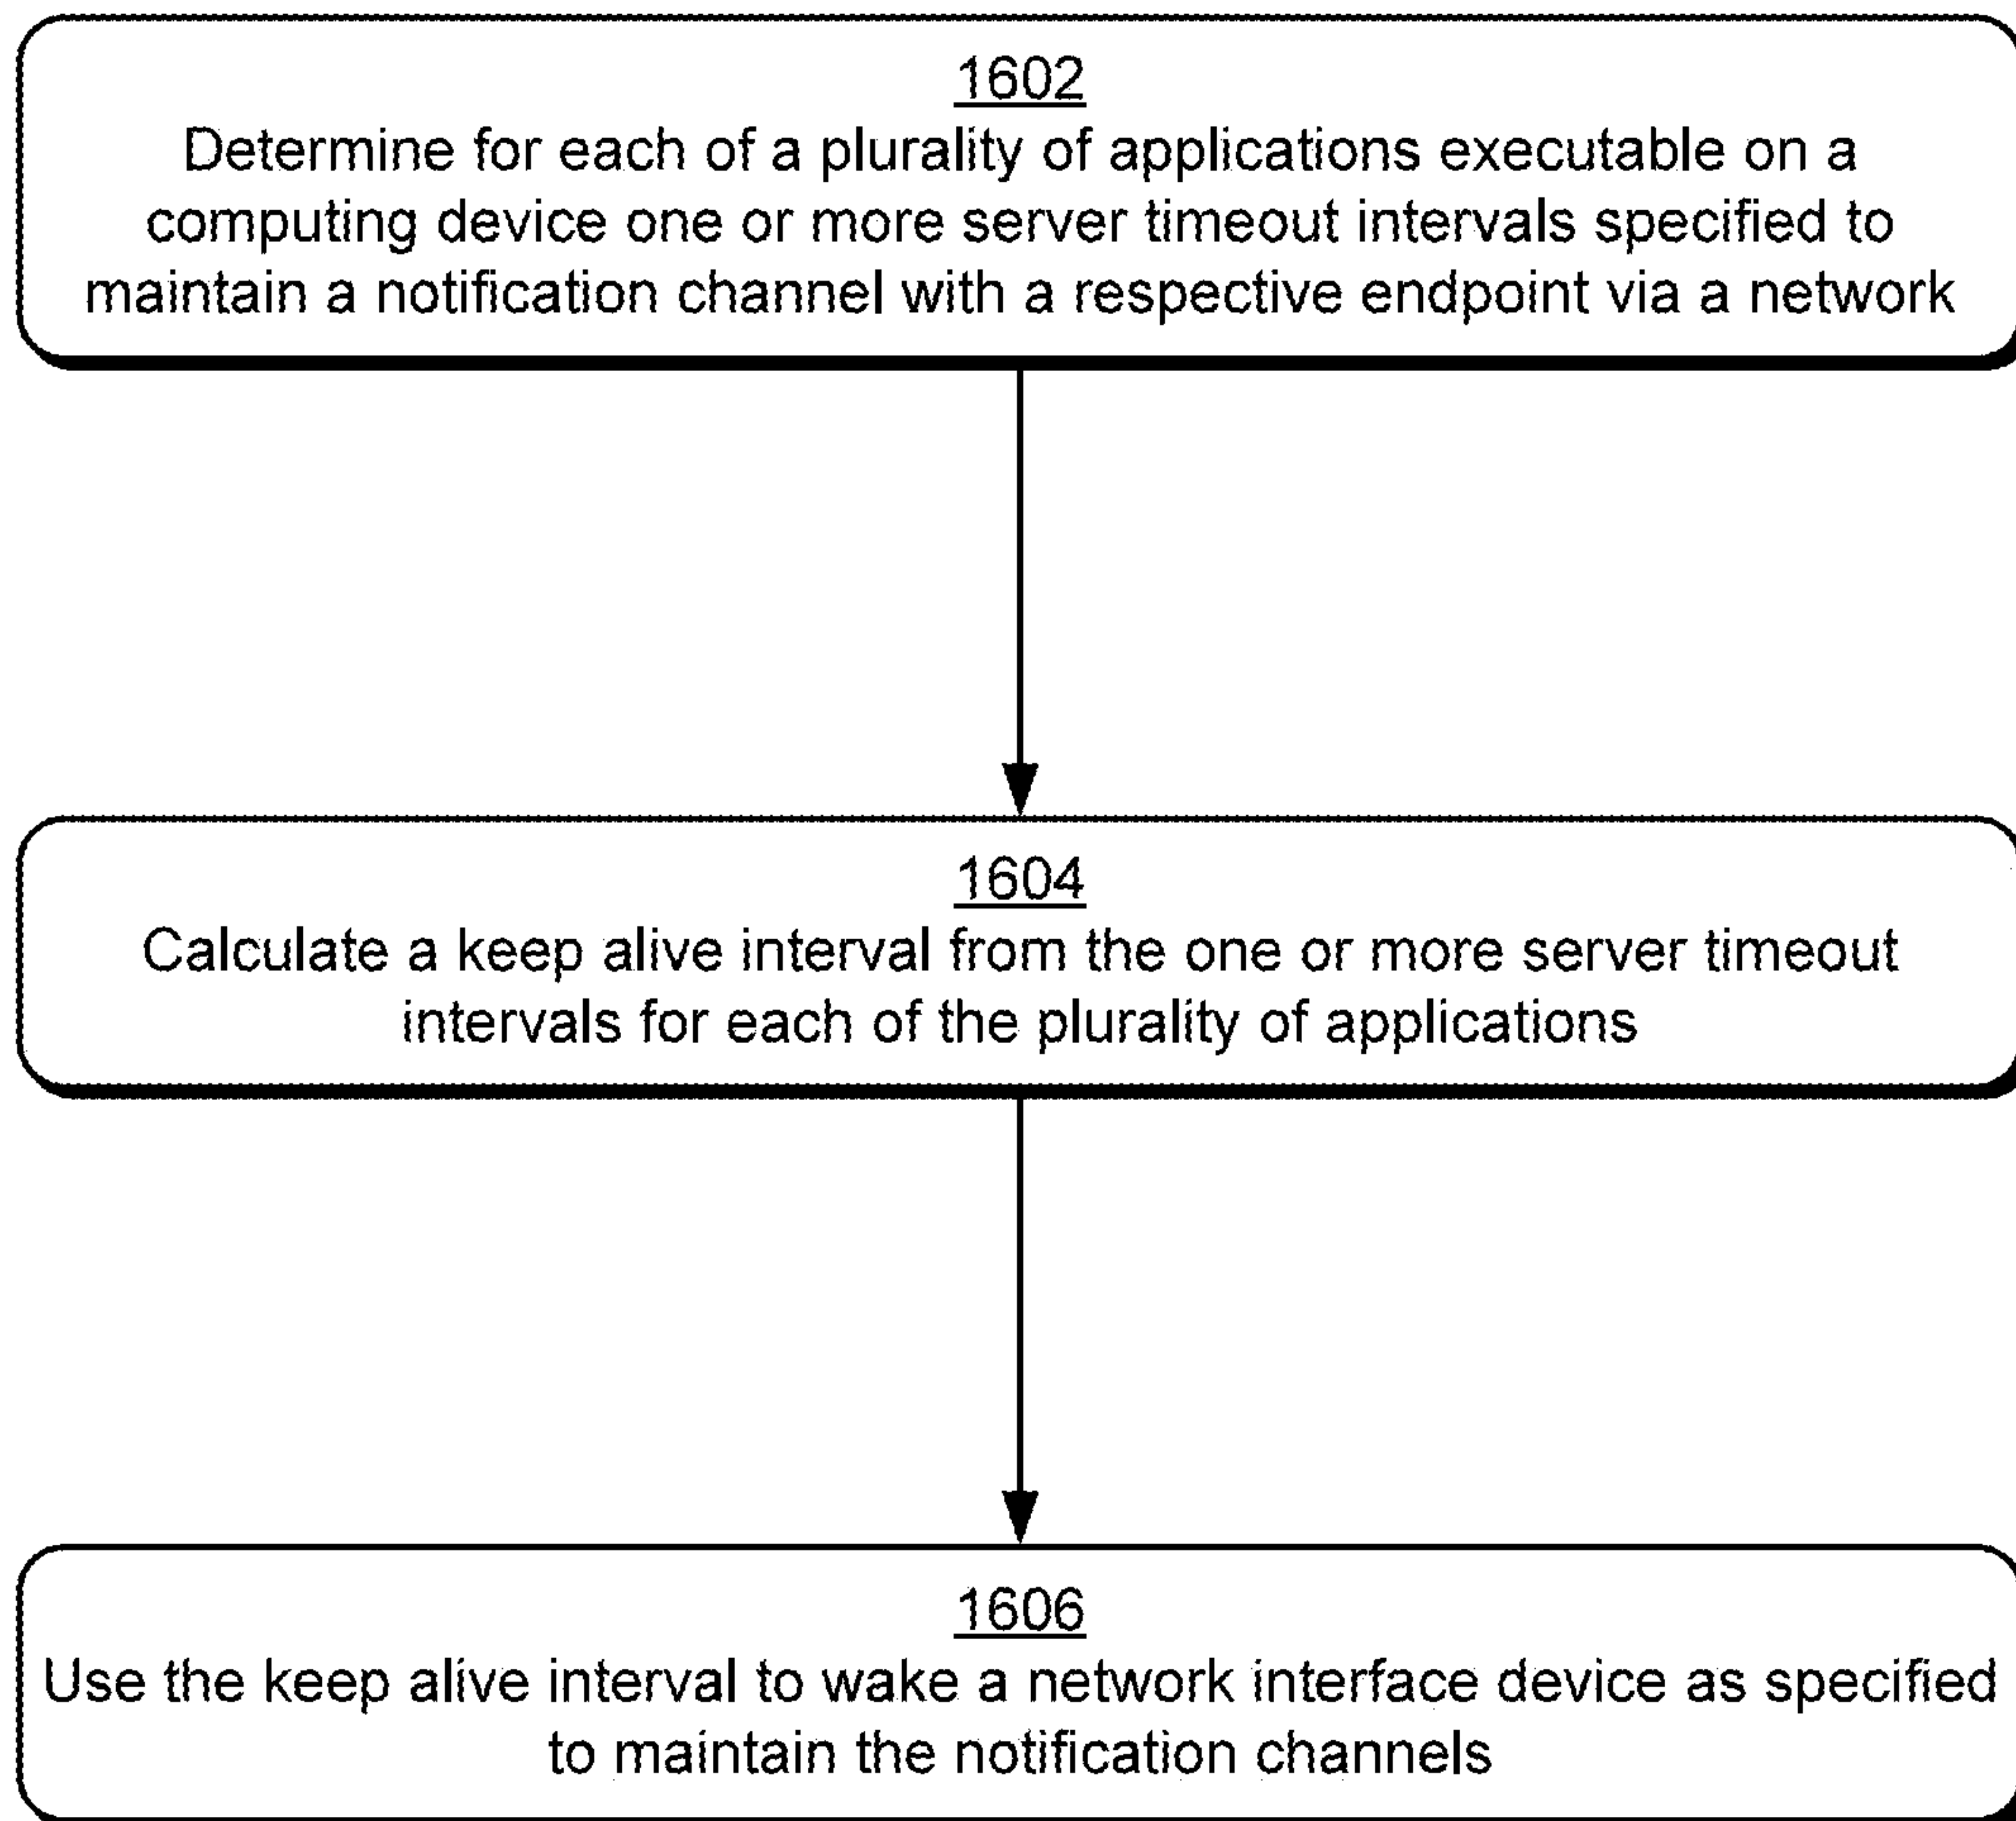 1602
Determine for each of a plurality of applications executable on a
computing device one or more server timeout intervals specified to
maintain a notification channel with a respective endpoint via a network
1604
Calculate a keep alive interval from the one or more server timeout
intervals for each of the plurality of applications
1606
Use the keep alive interval to wake a network interface device as specified
to maintain the notification channels